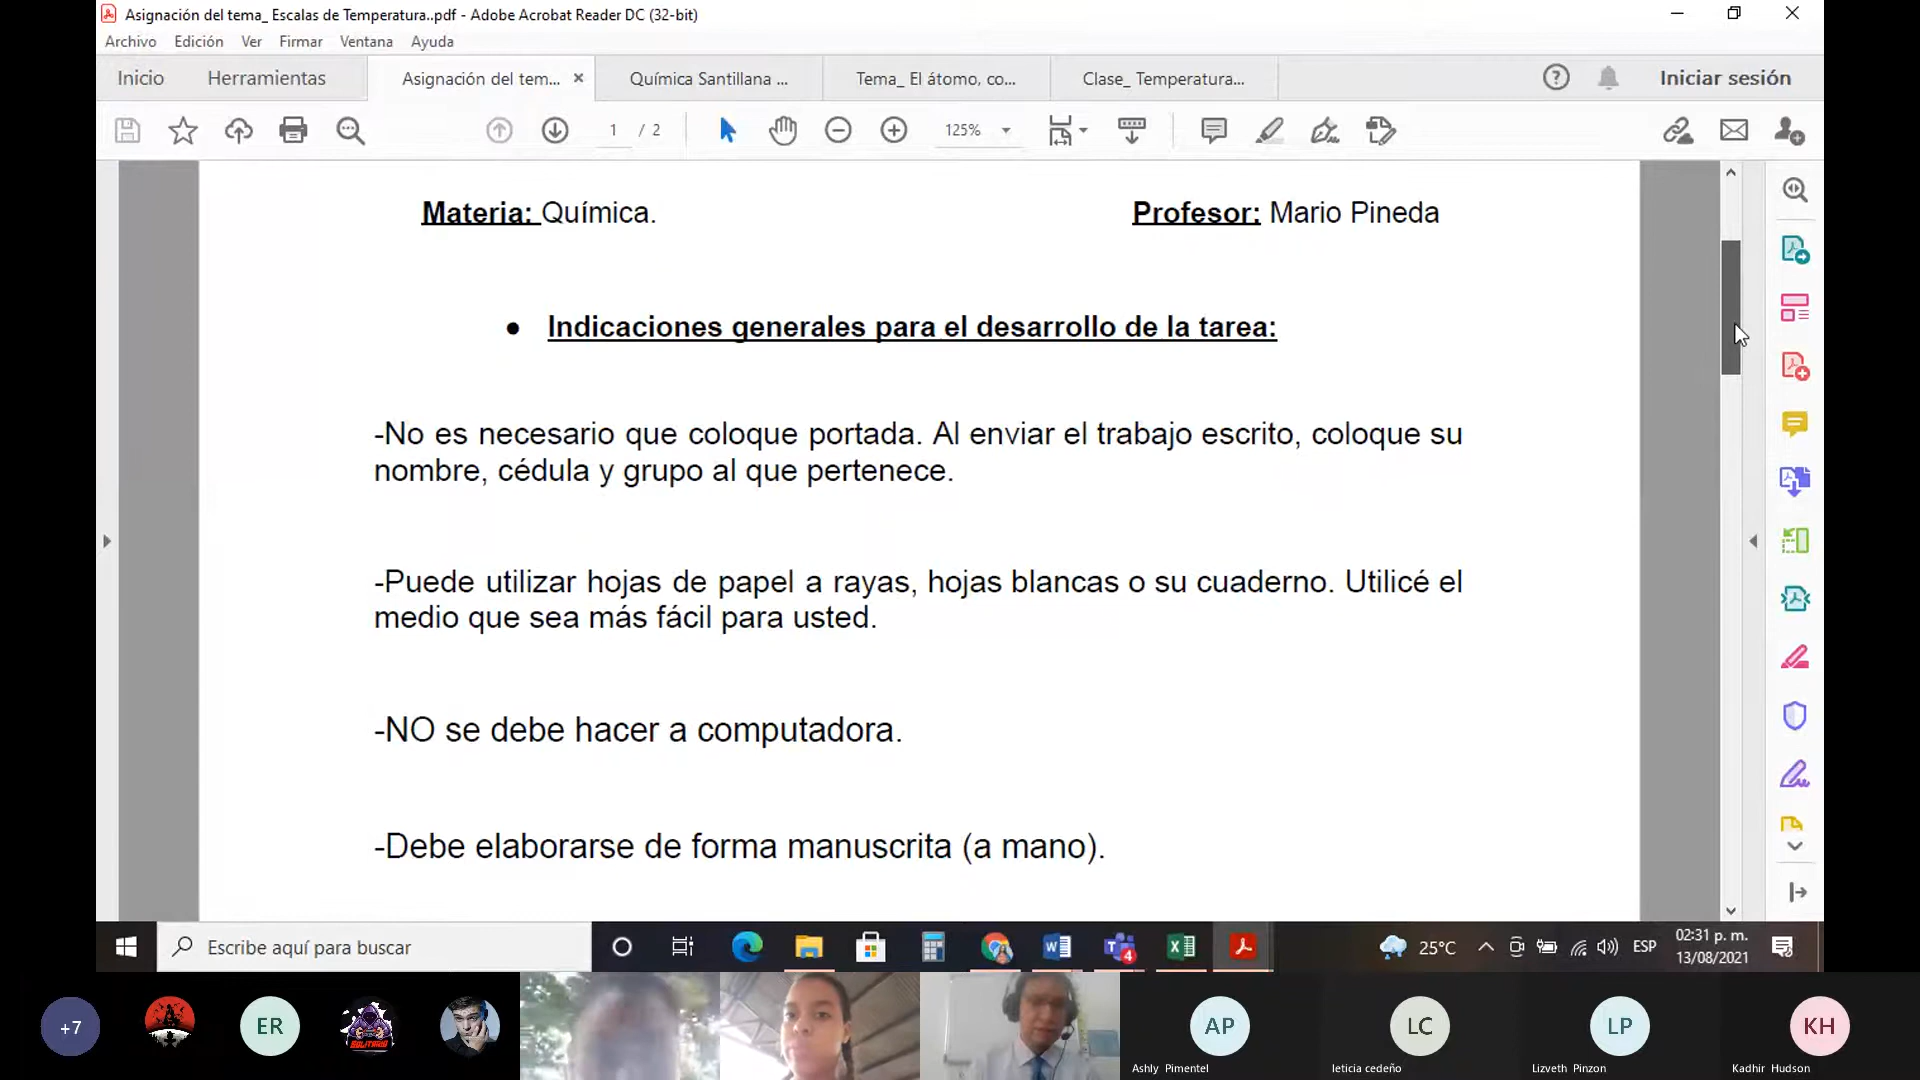 Asignación del tema_ Escalas de Temperatura..pdf - Adobe Acrobat Reader DC (32-bit)
Archivo Edición Ver Firmar Ventana Ayuda
Inicio Herramientas Asignación del tem... Química Santillana ... Tema_ El átomo, co... Clase_ Temperatura... Iniciar sesión
1 / 2 125%
Materia: Química. Profesor: Mario Pineda
● Indicaciones generales para el desarrollo de la tarea:
-No es necesario que coloque portada. Al enviar el trabajo escrito, coloque su
nombre, cédula y grupo al que pertenece.
-Puede utilizar hojas de papel a rayas, hojas blancas o su cuaderno. Utilicé el
medio que sea más fácil para usted.
-NO se debe hacer a computadora.
-Debe elaborarse de forma manuscrita (a mano).
Escribe aquí para buscar
4
25°C
ESP
02:31 p. m.
13/08/2021
+7 ER SOLITARIO AP LC LP KH
Ashly Pimentel leticia cedeño Lizveth Pinzon Kadhir Hudson